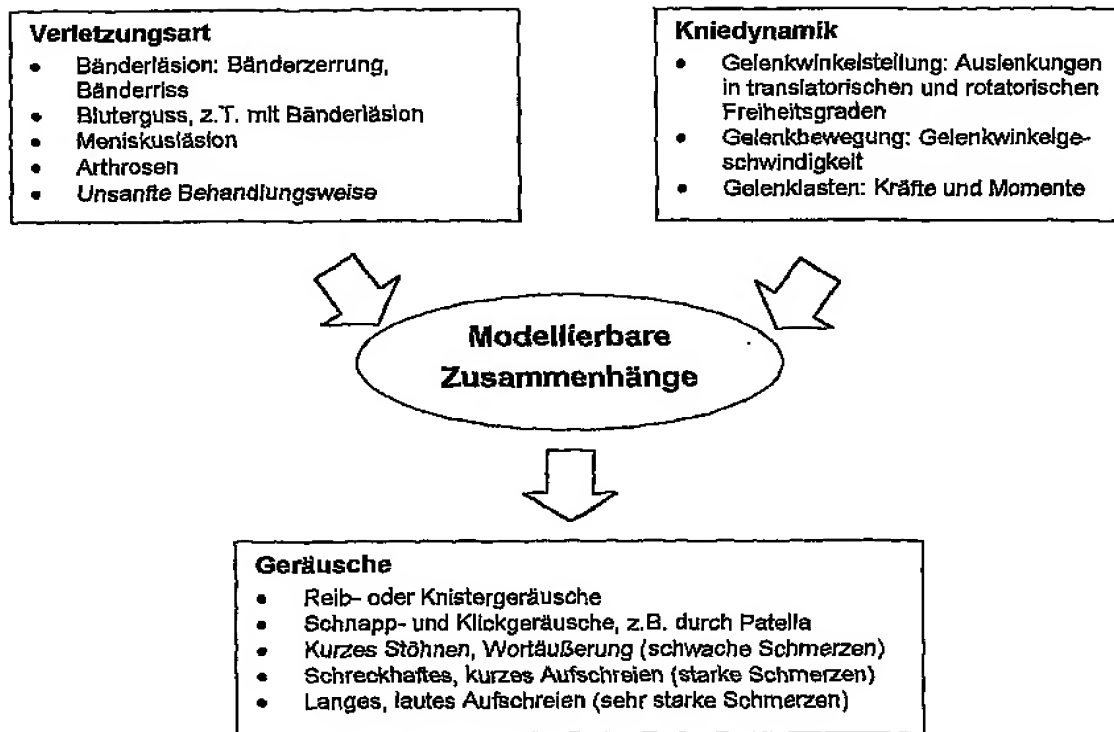 Verletzungsart
• Bänderläsion: Bänderzerrung,
Bänderriss
• Bluterguss, z.T. mit Bänderläsion
• Meniskusläsion
• Arthrosen
• Unsanfte Behandlungsweise
Kniedynamik
• Gelenkwinkelstellung: Auslenkungen
in translatorischen und rotatorischen
Freiheitsgraden
• Gelenkbewegung: Gelenkwinkelge-
schwindigkeit
• Gelenklasten: Kräfte und Momente
Modellierbare
Zusammenhänge
Geräusche
• Reib- oder Knistergeräusche
• Schnapp- und Klickgeräusche, z.B. durch Patella
• Kurzes Stöhnen, Wortäußerung (schwache Schmerzen)
• Schreckhaftes, kurzes Aufschreien (starke Schmerzen)
• Langes, lautes Aufschreien (sehr starke Schmerzen)